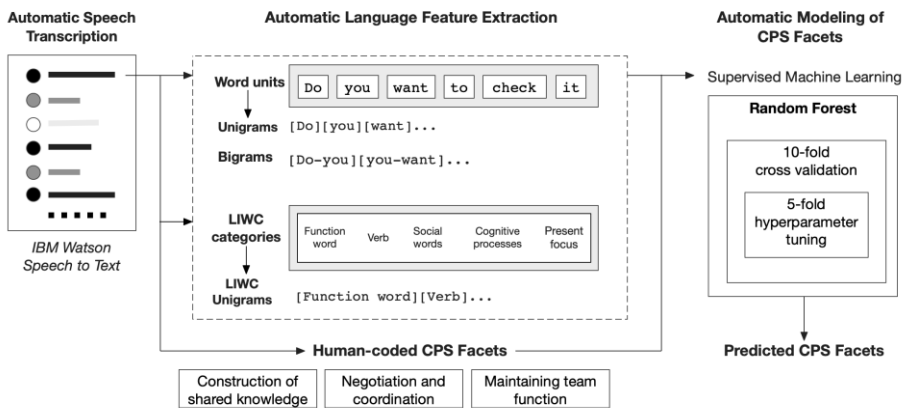 Automatic Speech
Transcription
IBM Watson
Speech to Text
Automatic Language Feature Extraction
Word units
Do you want to check it
Unigrams
[Do][you][want]...
Bigrams
[Do-you][you-want]...
LIWC
categories
Function
word
Verb
Social
words
Cognitive
processes
Present
focus
LIWC
Unigrams
[Function word][Verb]...
Human-coded CPS Facets
Construction of
shared knowledge
Negotiation and
coordination
Maintaining team
function
Automatic Modeling of
CPS Facets
Supervised Machine Learning
Random Forest
10-fold
cross validation
5-fold
hyperparameter
tuning
Predicted CPS Facets